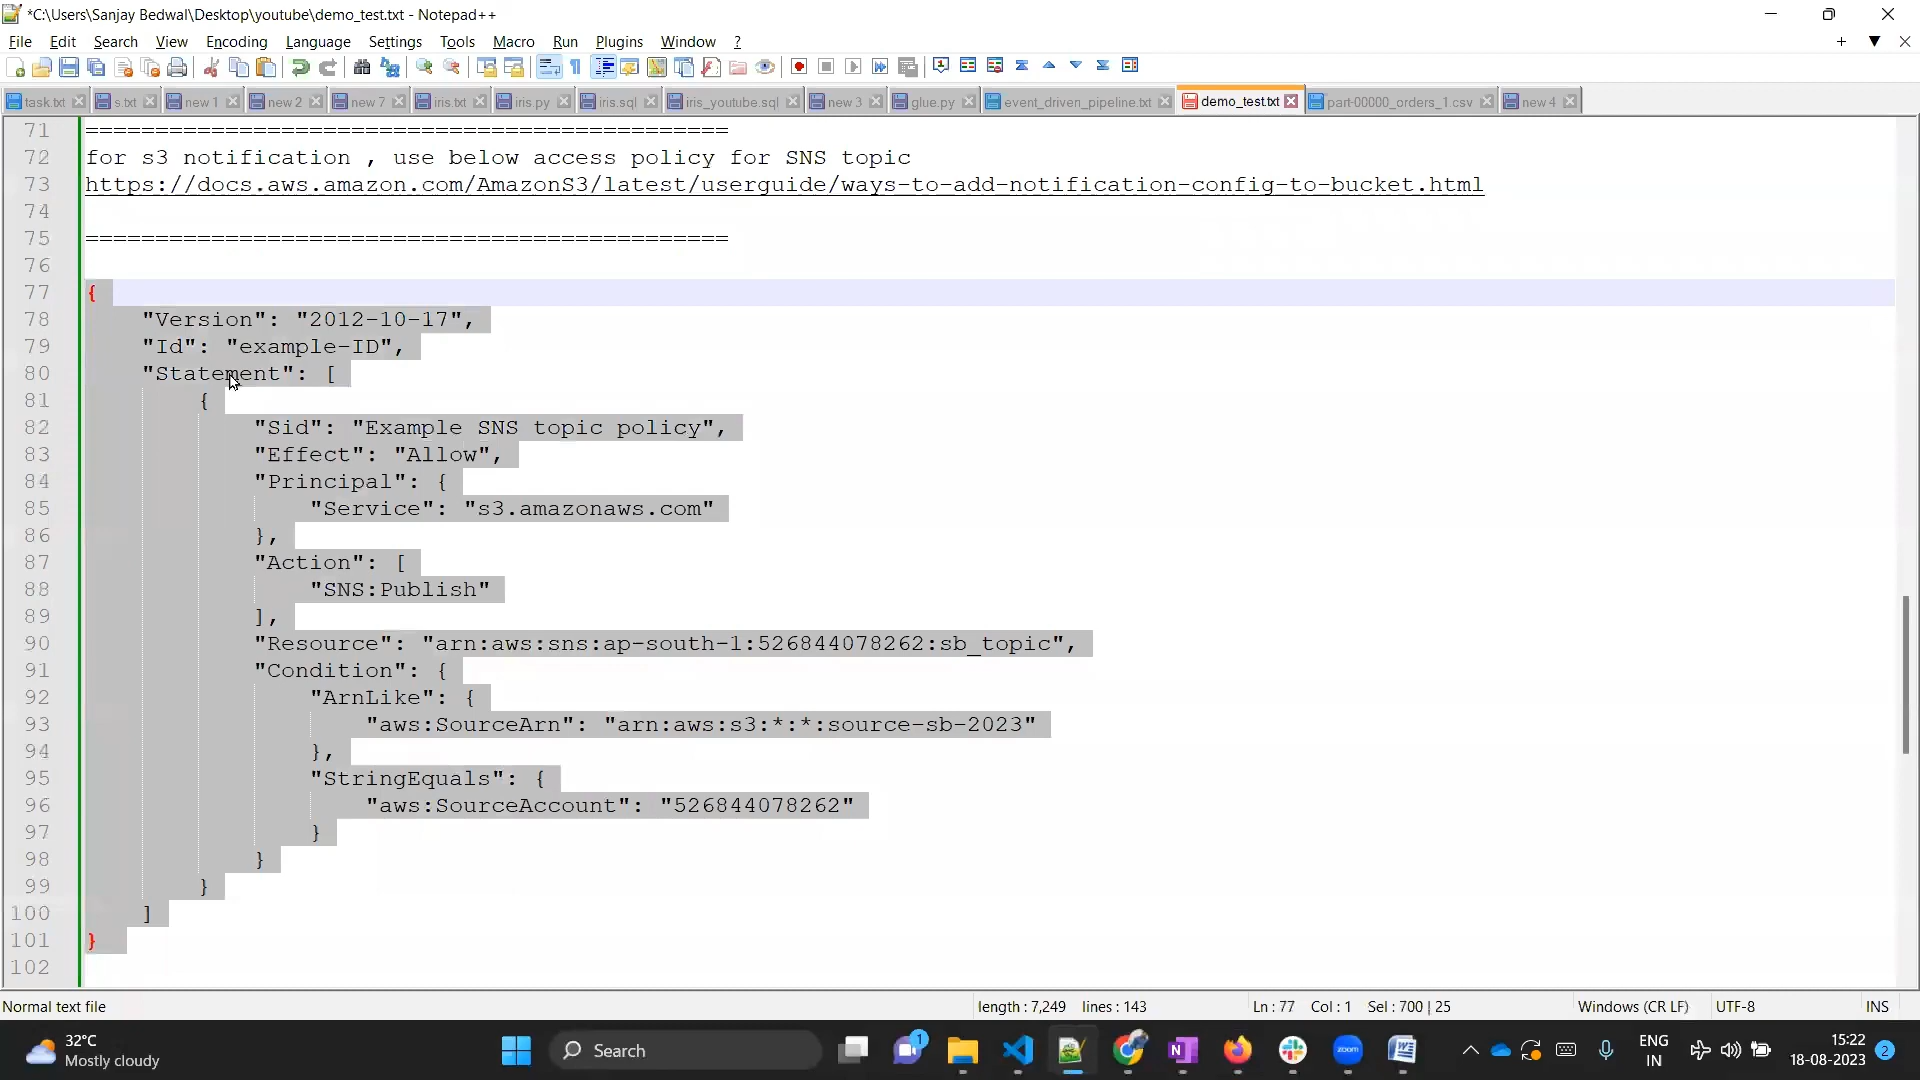 *C:\Users\Sanjay Bedwal\Desktop\youtube\demo_test.txt - Notepad++
File Edit Search View Encoding Language Settings Tools Macro Run Plugins Window ?
task.txt s.txt new 1 new 2 new 7 iris.txt iris.py iris.sql iris_youtube.sql new 3 glue.py event_driven_pipeline.txt demo_test.txt part-00000_orders_1.csv new 4
71 ==============================================
72 for s3 notification , use below access policy for SNS topic
73 https://docs.aws.amazon.com/AmazonS3/latest/userguide/ways-to-add-notification-config-to-bucket.html
74
75 ==============================================
76
77 {
78 "Version": "2012-10-17",
79 "Id": "example-ID",
80 "Statement": [
81 {
82 "Sid": "Example SNS topic policy",
83 "Effect": "Allow",
84 "Principal": {
85 "Service": "s3.amazonaws.com"
86 },
87 "Action": [
88 "SNS:Publish"
89 ],
90 "Resource": "arn:aws:sns:ap-south-1:526844078262:sb_topic",
91 "Condition": {
92 "ArnLike": {
93 "aws:SourceArn": "arn:aws:s3:*:*:source-sb-2023"
94 },
95 "StringEquals": {
96 "aws:SourceAccount": "526844078262"
97 }
98 }
99 }
100 ]
101 }
102
Normal text file length : 7,249 lines : 143 Ln : 77 Col : 1 Sel : 700 | 25 Windows (CR LF) UTF-8 INS
32°C
Mostly cloudy
Search
1
zoom
ENG
IN
15:22
18-08-2023
2